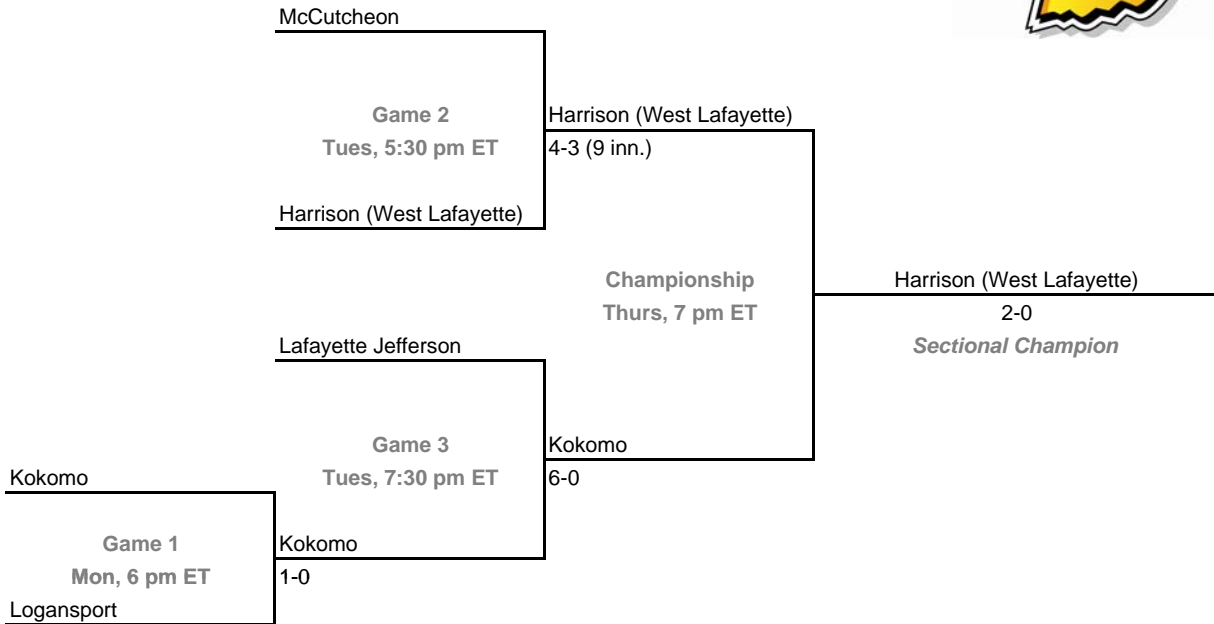 McCutcheon
Game 2
Harrison (West Lafayette)
Tues, 5:30 pm ET
4-3 (9 inn.)
Harrison (West Lafayette)
Championship
Harrison (West Lafayette)
Thurs, 7 pm ET
2-0
Lafayette Jefferson
Sectional Champion
Game 3
Kokomo
Kokomo
Tues, 7:30 pm ET
6-0
Game 1
Kokomo
Mon, 6 pm ET
1-0
Logansport